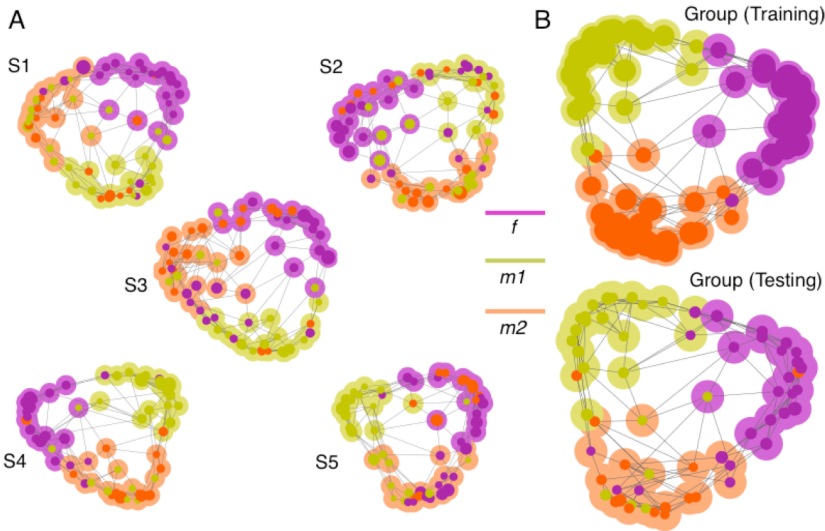 A
B
S1
S2
Group (Training)
S3
f
m1
m2
Group (Testing)
S4
S5